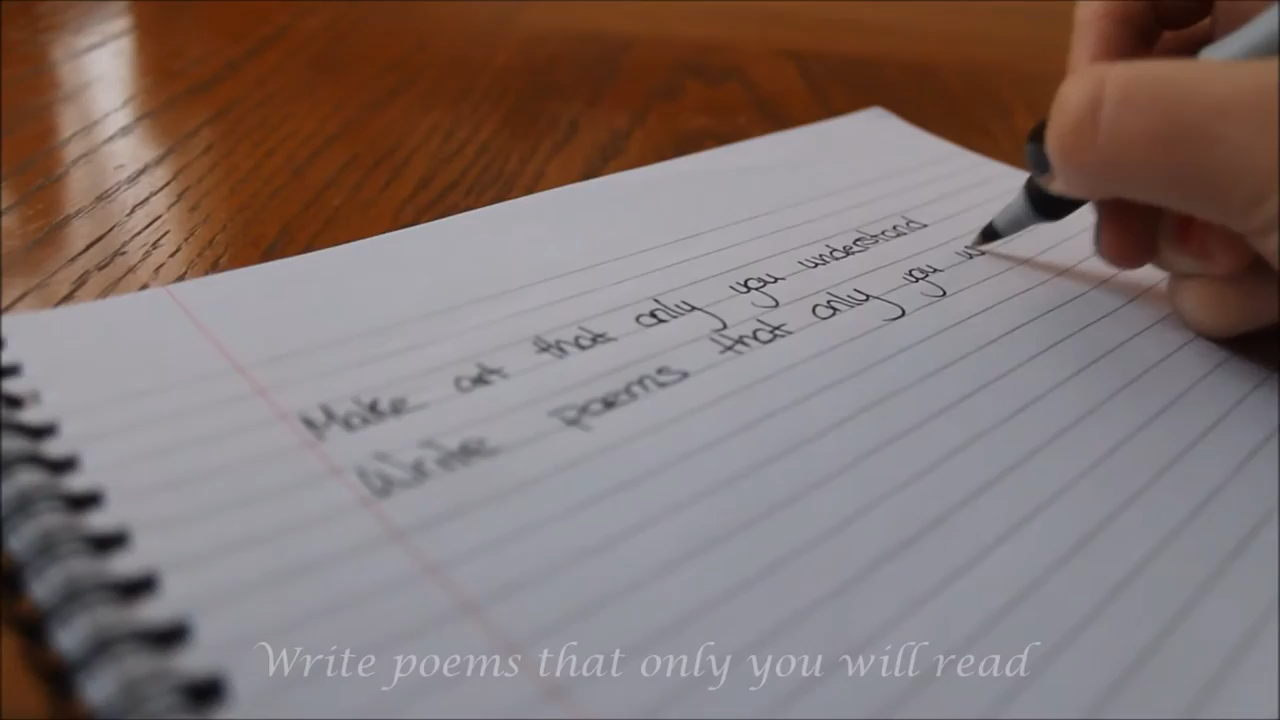 Make art that only you understand
Write poems that only you w
Write poems that only you will read